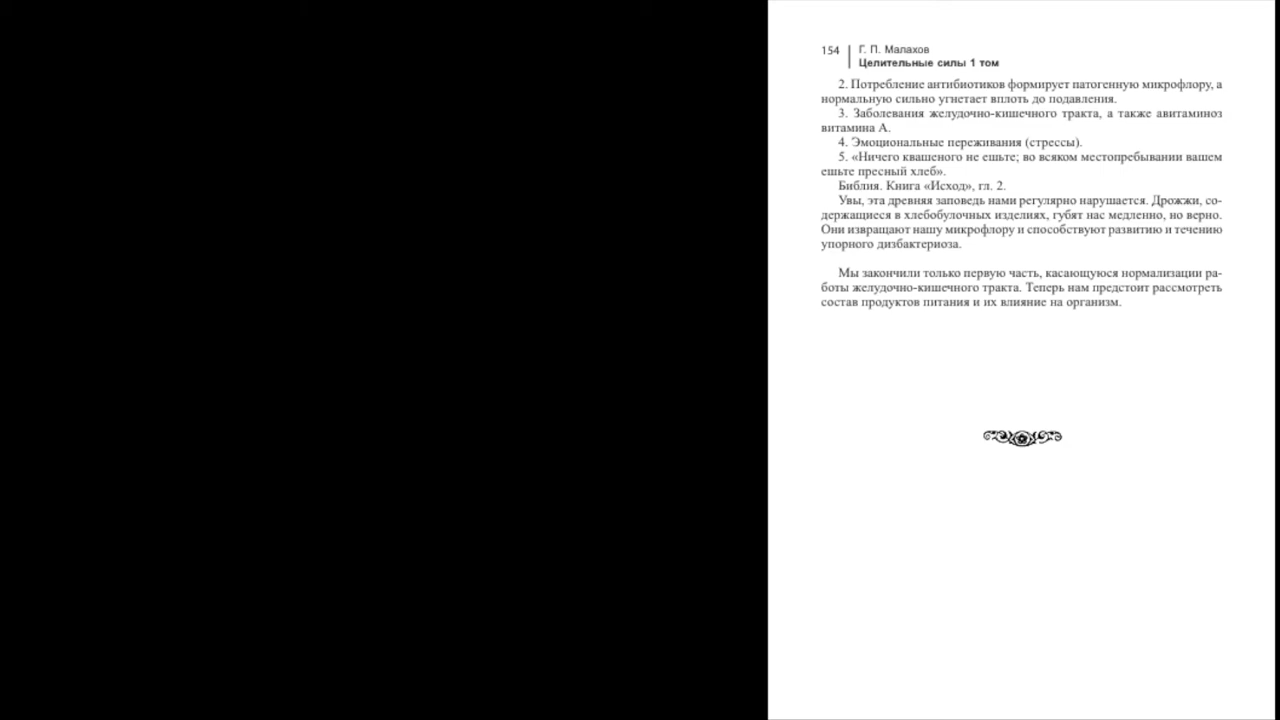 154
Г. П. Малахов
Целительные силы 1 том
2. Потребление антибиотиков формирует патогенную микрофлору, а
нормальную сильно угнетает вплоть до подавления.
3. Заболевания желудочно-кишечного тракта, а также авитаминоз
витамина А.
4. Эмоциональные переживания (стрессы).
5. «Ничего квашеного не ешьте; во всяком местопребывании вашем
ешьте пресный хлеб».
Библия. Книга «Исход», гл. 2.
Увы, эта древняя заповедь нами регулярно нарушается. Дрожжи, со-
держащиеся в хлебобулочных изделиях, губят нас медленно, но верно.
Они извращают нашу микрофлору и способствуют развитию и течению
упорного дизбактериоза.
Мы закончили только первую часть, касающуюся нормализации ра-
боты желудочно-кишечного тракта. Теперь нам предстоит рассмотреть
состав продуктов питания и их влияние на организм.